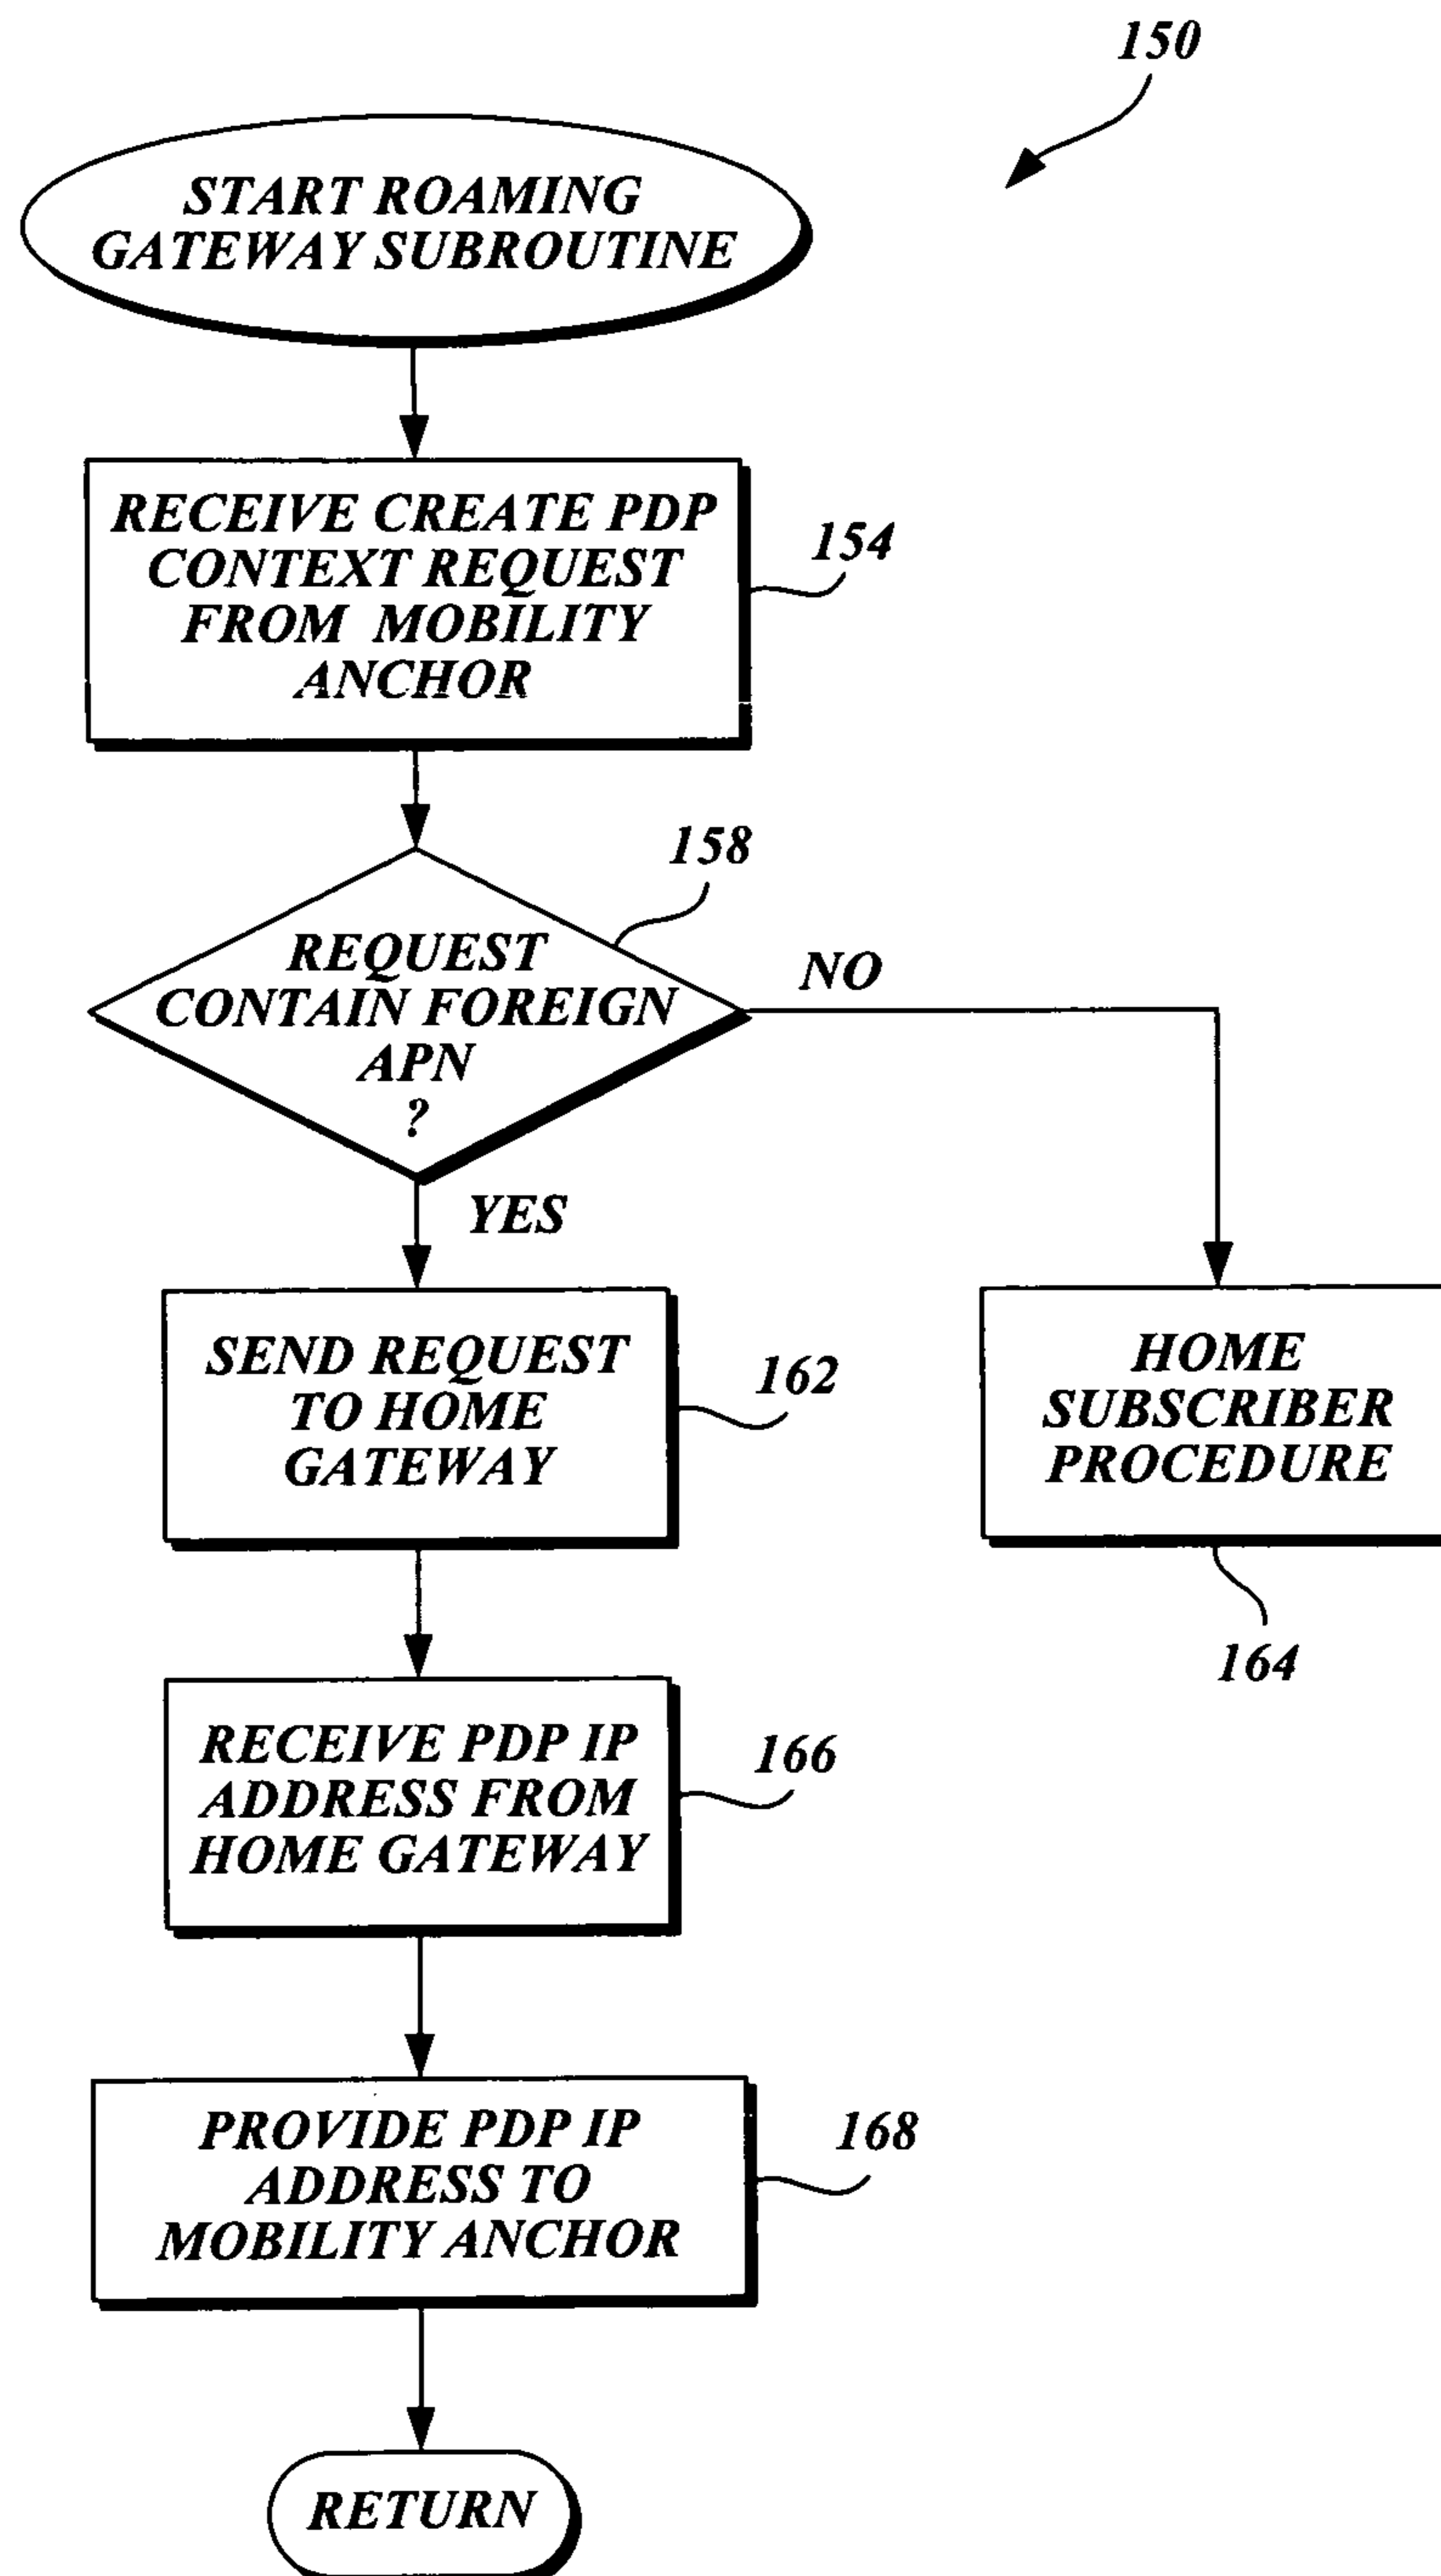 150
START ROAMING
GATEWAY SUBROUTINE
RECEIVE CREATE PDP
CONTEXT REQUEST
FROM MOBILITY
ANCHOR
154
158
REQUEST
CONTAIN FOREIGN
APN
?
NO
YES
SEND REQUEST
TO HOME
GATEWAY
162
HOME
SUBSCRIBER
PROCEDURE
164
RECEIVE PDP IP
ADDRESS FROM
HOME GATEWAY
166
PROVIDE PDP IP
ADDRESS TO
MOBILITY ANCHOR
168
RETURN